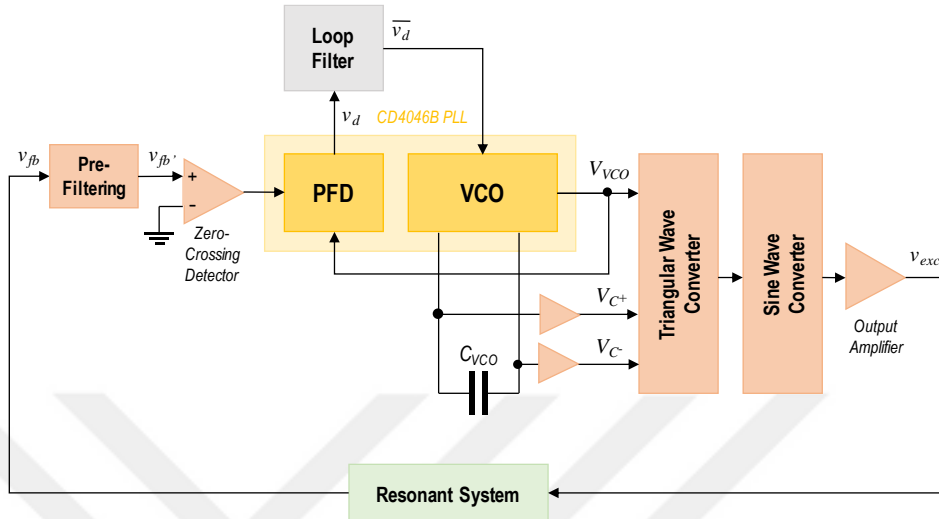 Loop
Filter
v̅d̅
vd
CD4046B PLL
vfb
Pre-
Filtering
vfb'
+
-
Zero-
Crossing
Detector
PFD
VCO
VVCO
VC+
VC-
CVCO
Triangular Wave
Converter
Sine Wave
Converter
vexc
Output
Amplifier
Resonant System